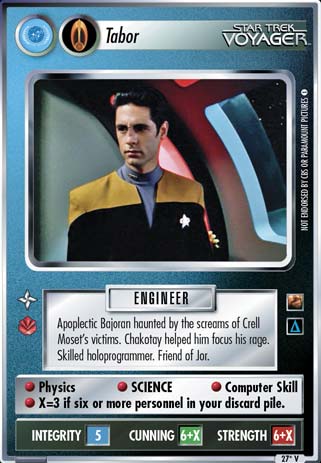 Tabor
STAR TREK
VOYAGER
NOT ENDORSED BY CBS OR PARAMOUNT PICTURES
ENGINEER
Apoplectic Bajoran haunted by the screams of Crell
Moset's victims. Chakotay helped him focus his rage.
Skilled holoprogrammer. Friend of Jor.
• Physics • SCIENCE • Computer Skill
• X=3 if six or more personnel in your discard pile.
INTEGRITY 5 CUNNING 6+X STRENGTH 6+X
27* V